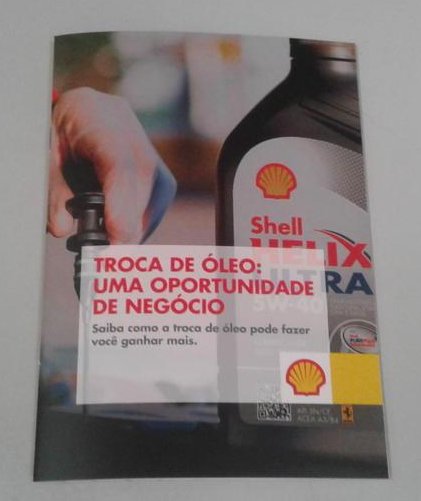 Shell
HELIX
ULTRA
5W-40
TROCA DE ÓLEO:
UMA OPORTUNIDADE
DE NEGÓCIO
Saiba como a troca de óleo pode fazer
você ganhar mais.